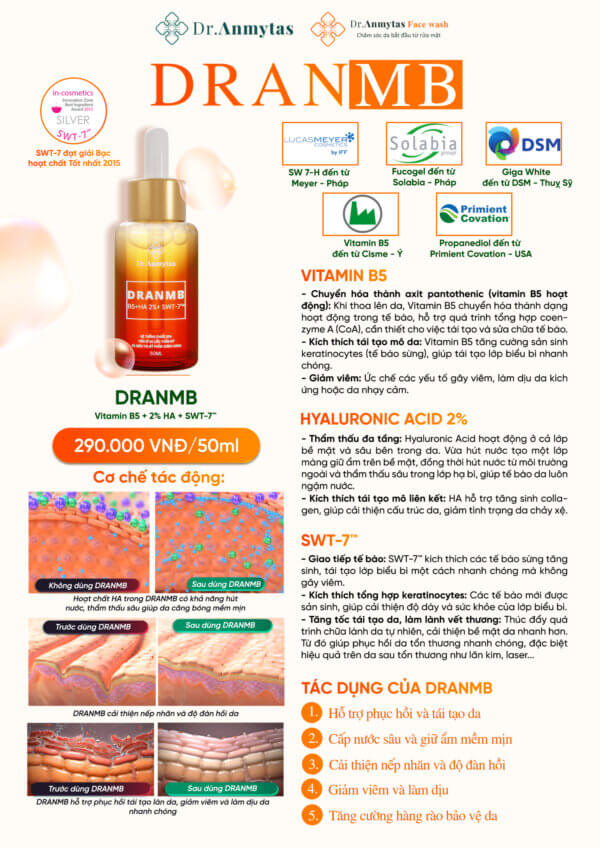 Dr.Anmytas
Dr.Anmytas Face wash
Chăm sóc da bắt đầu từ rửa mặt
DRANMB
in-cosmetics
Innovation Zone
Best Ingredient
Award 2015
SILVER
SWT-7™
SWT-7 đạt giải Bạc
hoạt chất Tốt nhất 2015
LUCAS MEYER
COSMETICS
by IFF
SW 7-H đến từ
Meyer - Pháp
Solabia
group
Fucogel đến từ
Solabia - Pháp
DSM
Giga White
đến từ DSM - Thuỵ Sỹ
Vitamin B5
đến từ Cisme - Ý
Primient
Covation
Propanediol đến từ
Primient Covation - USA
Dr.Anmytas
DRANMB
B5+HA 2%+ SWT-7™
50ML
DRANMB
Vitamin B5 + 2% HA + SWT-7™
290.000 VNĐ/50ml
Cơ chế tác động:
Không dùng DRANMB
Sau dùng DRANMB
Hoạt chất HA trong DRANMB có khả năng hút
nước, thẩm thấu sâu giúp da căng bóng mềm mịn
Trước dùng DRANMB
Sau dùng DRANMB
DRANMB cải thiện nếp nhăn và độ đàn hồi da
Trước dùng DRANMB
Sau dùng DRANMB
DRANMB hỗ trợ phục hồi tái tạo làn da, giảm viêm và làm dịu da
nhanh chóng
VITAMIN B5
- Chuyển hóa thành axit pantothenic (vitamin B5 hoạt
động): Khi thoa lên da, Vitamin B5 chuyển hóa thành dạng
hoạt động trong tế bào, hỗ trợ quá trình tổng hợp coen-
zyme A (CoA), cần thiết cho việc tái tạo và sửa chữa tế bào.
- Kích thích tái tạo mô da: Vitamin B5 tăng cường sản sinh
keratinocytes (tế bào sừng), giúp tái tạo lớp biểu bì nhanh
chóng.
- Giảm viêm: Ức chế các yếu tố gây viêm, làm dịu da kích
ứng hoặc da nhạy cảm.
HYALURONIC ACID 2%
- Thẩm thấu đa tầng: Hyaluronic Acid hoạt động ở cả lớp
bề mặt và sâu bên trong da. Vừa hút nước tạo một lớp
màng giữ ẩm trên bề mặt, đồng thời hút nước từ môi trường
ngoài và thẩm thấu sâu trong lớp hạ bì, giúp tế bào da luôn
ngậm nước.
- Kích thích tái tạo mô liên kết: HA hỗ trợ tăng sinh colla-
gen, giúp cải thiện cấu trúc da, giảm tình trạng da chảy xệ.
SWT-7™
- Giao tiếp tế bào: SWT-7™ kích thích các tế bào sừng tăng
sinh, tái tạo lớp biểu bì một cách nhanh chóng mà không
gây viêm.
- Kích thích tổng hợp keratinocytes: Các tế bào mới được
sản sinh, giúp cải thiện độ dày và sức khỏe của lớp biểu bì.
- Tăng tốc tái tạo da, làm lành vết thương: Thúc đẩy quá
trình chữa lành da tự nhiên, cải thiện bề mặt da nhanh hơn.
Từ đó giúp phục hồi da tổn thương nhanh chóng, đặc biệt
hiệu quả trên da sau tổn thương như lăn kim, laser...
TÁC DỤNG CỦA DRANMB
1. Hỗ trợ phục hồi và tái tạo da
2. Cấp nước sâu và giữ ẩm mềm mịn
3. Cải thiện nếp nhăn và độ đàn hồi
4. Giảm viêm và làm dịu
5. Tăng cường hàng rào bảo vệ da